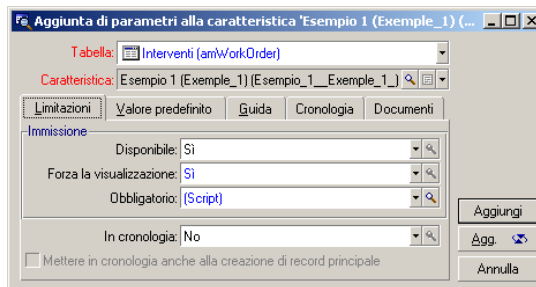 Aggiunta di parametri alla caratteristica 'Esempio 1 (Exemple_1) (...
Tabella: Interventi (amWorkOrder)
Caratteristica: Esempio 1 (Exemple_1) (Esempio_1__Exemple_1_)
Limitazioni Valore predefinito Guida Cronologia Documenti
Immissione
Disponibile: Sì
Forza la visualizzazione: Sì
Obbligatorio: (Script)
In cronologia: No
Mettere in cronologia anche alla creazione di record principale
Aggiungi
Agg.
Annulla